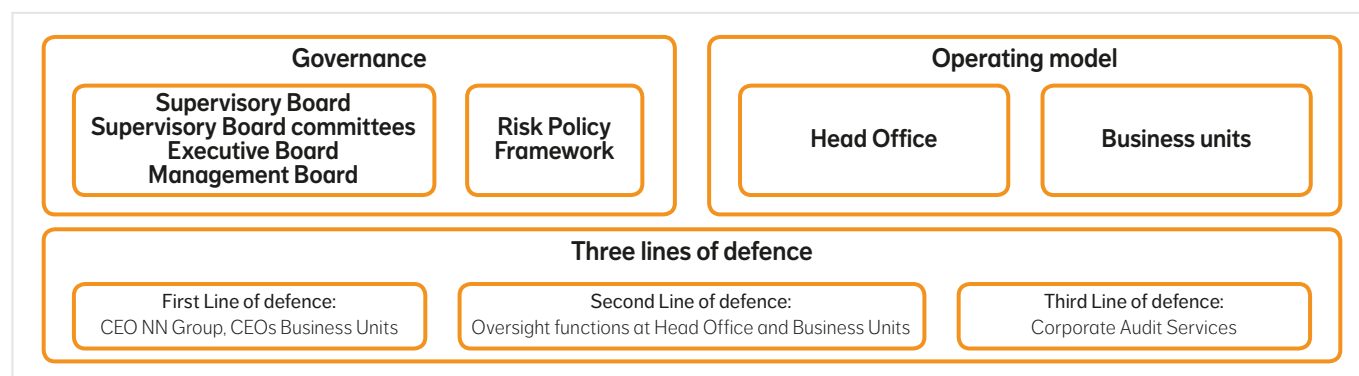 Governance
Supervisory Board
Supervisory Board committees
Executive Board
Management Board
Risk Policy
Framework
Operating model
Head Office
Business units
Three lines of defence
First Line of defence:
CEO NN Group, CEOs Business Units
Second Line of defence:
Oversight functions at Head Office and Business Units
Third Line of defence:
Corporate Audit Services